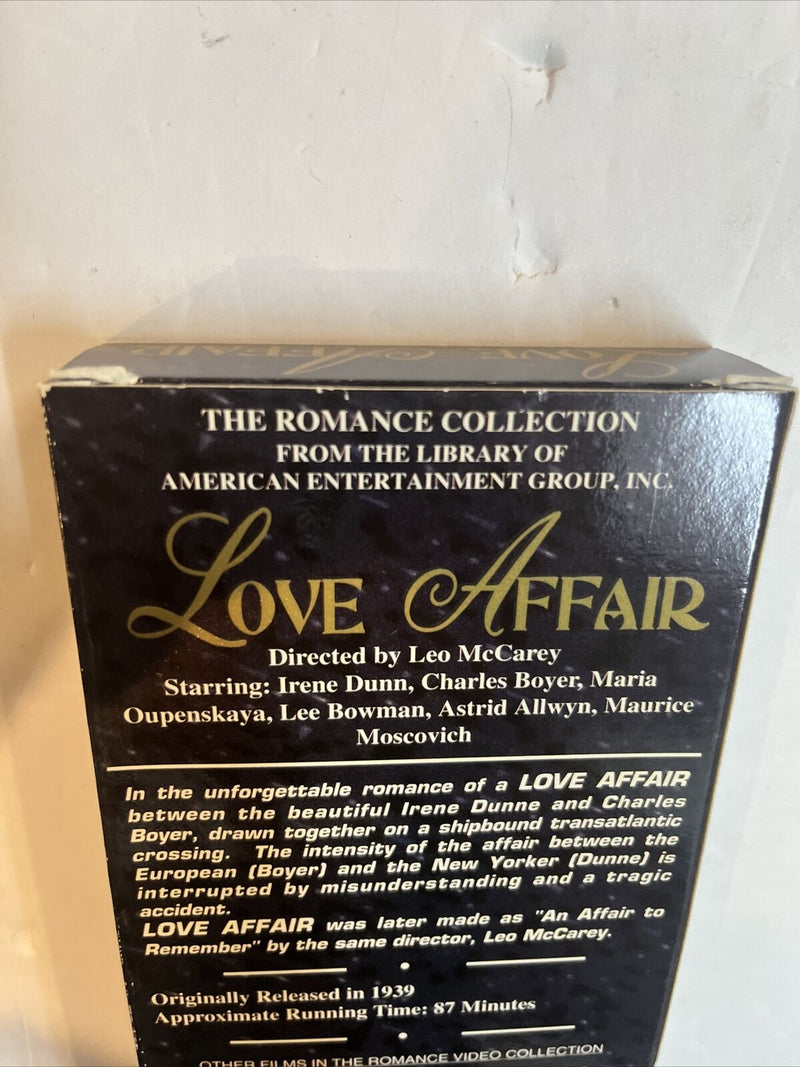 LOVE AFFAIR
THE ROMANCE COLLECTION
FROM THE LIBRARY OF
AMERICAN ENTERTAINMENT GROUP, INC.
LOVE AFFAIR
Directed by Leo McCarey
Starring: Irene Dunn, Charles Boyer, Maria
Oupenskaya, Lee Bowman, Astrid Allwyn, Maurice
Moscovich
In the unforgettable romance of a LOVE AFFAIR
between the beautiful Irene Dunne and Charles
Boyer, drawn together on a shipbound transatlantic
crossing. The intensity of the affair between the
European (Boyer) and the New Yorker (Dunne) is
interrupted by misunderstanding and a tragic
accident.
LOVE AFFAIR was later made as "An Affair to
Remember" by the same director, Leo McCarey.
Originally Released in 1939
Approximate Running Time: 87 Minutes
OTHER FILMS IN THE ROMANCE VIDEO COLLECTION